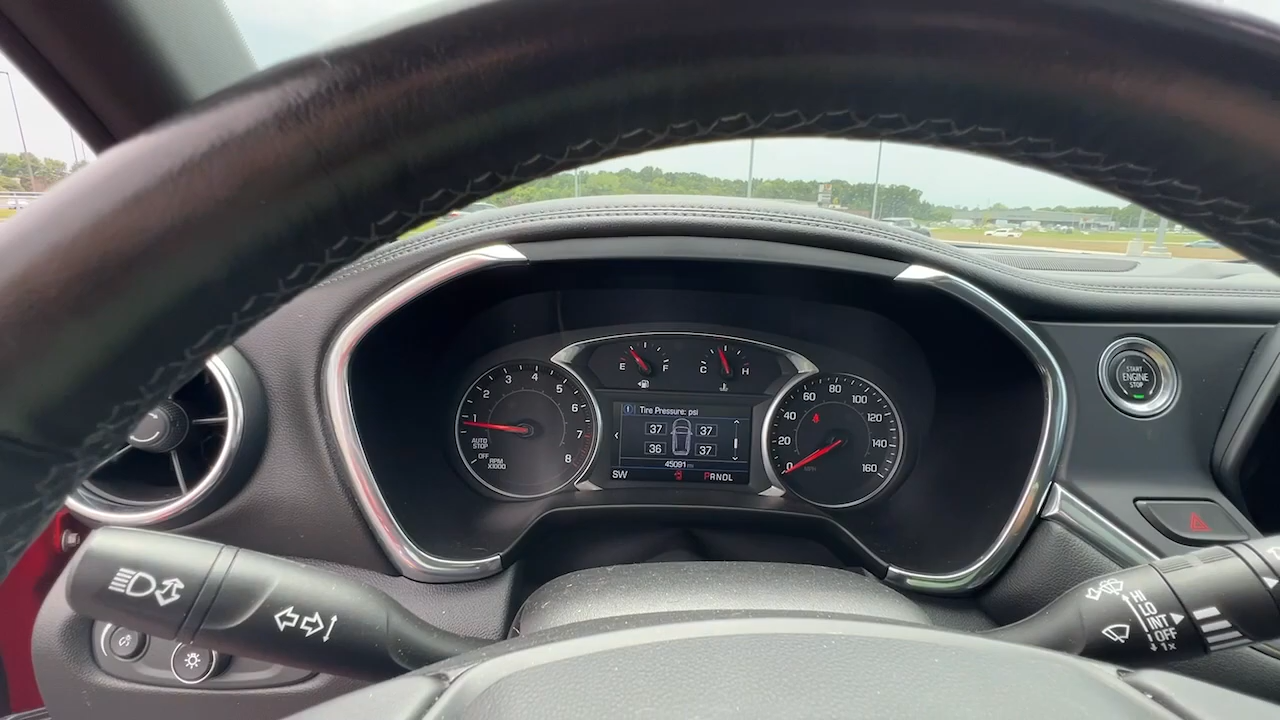 E F
C H
1 2 3 4 5 6 7 8
AUTO
STOP
OFF
RPM
X1000
Tire Pressure: psi
37 37
36 37
45091 mi
SW
PRNDL
0 20 40 60 80 100 120 140 160
MPH
START
ENGINE
STOP
HI
LO
INT
OFF
1x